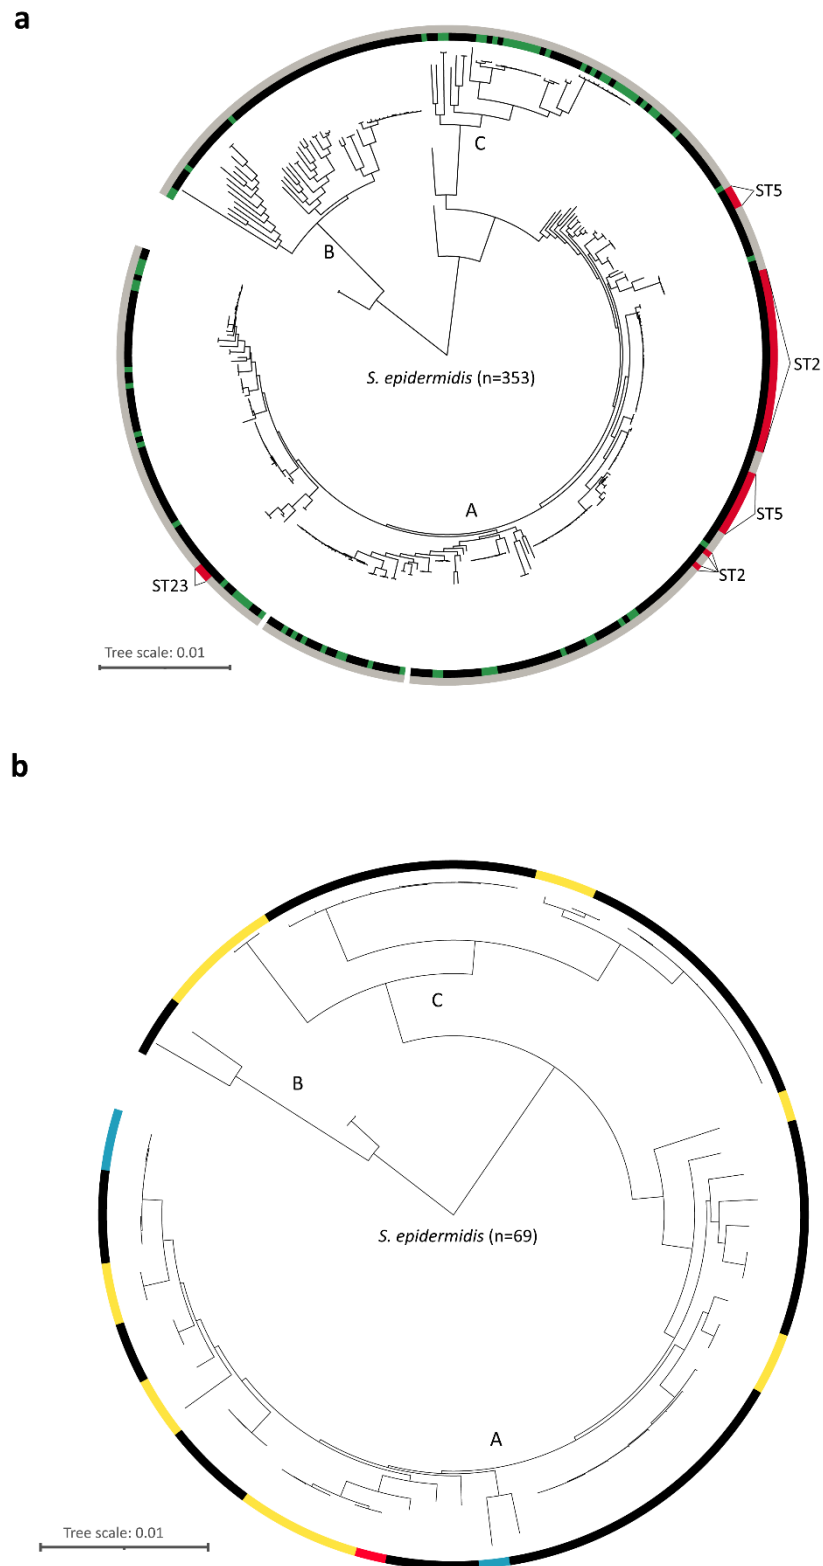 a
C
ST5
B
S. epidermidis (n=353)
ST2
A
ST5
ST2
ST23
Tree scale: 0.01
b
C
B
S. epidermidis (n=69)
A
Tree scale: 0.01